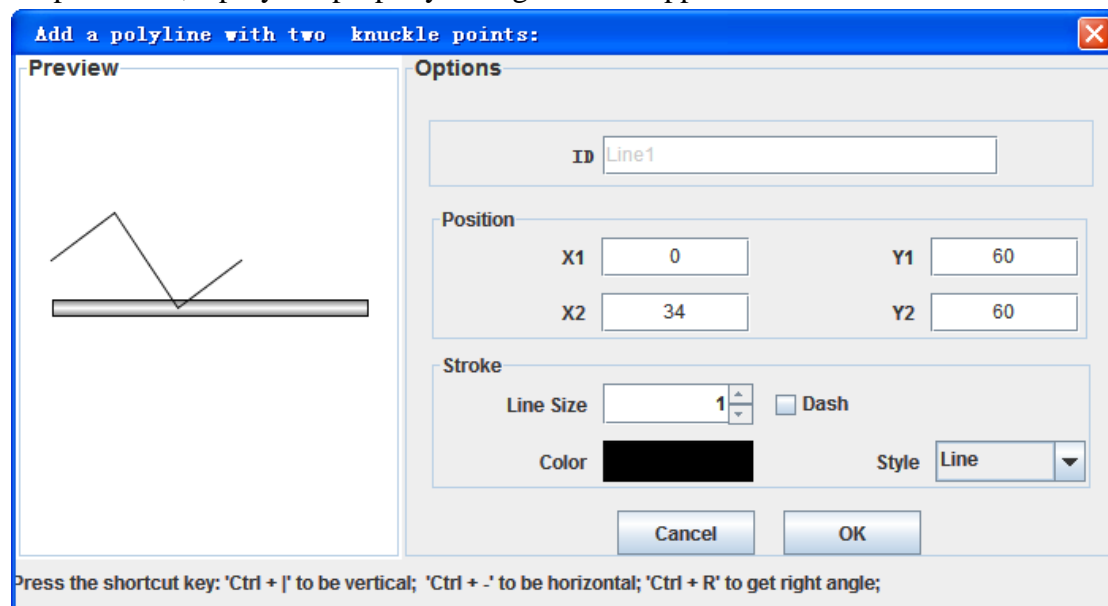 Add a polyline with two knuckle points:
Preview
Options
ID Line1
Position
X1 0 Y1 60
X2 34 Y2 60
Stroke
Line Size 1 Dash
Color Style Line
Cancel OK
Press the shortcut key: 'Ctrl + |' to be vertical; 'Ctrl + -' to be horizontal; 'Ctrl + R' to get right angle;